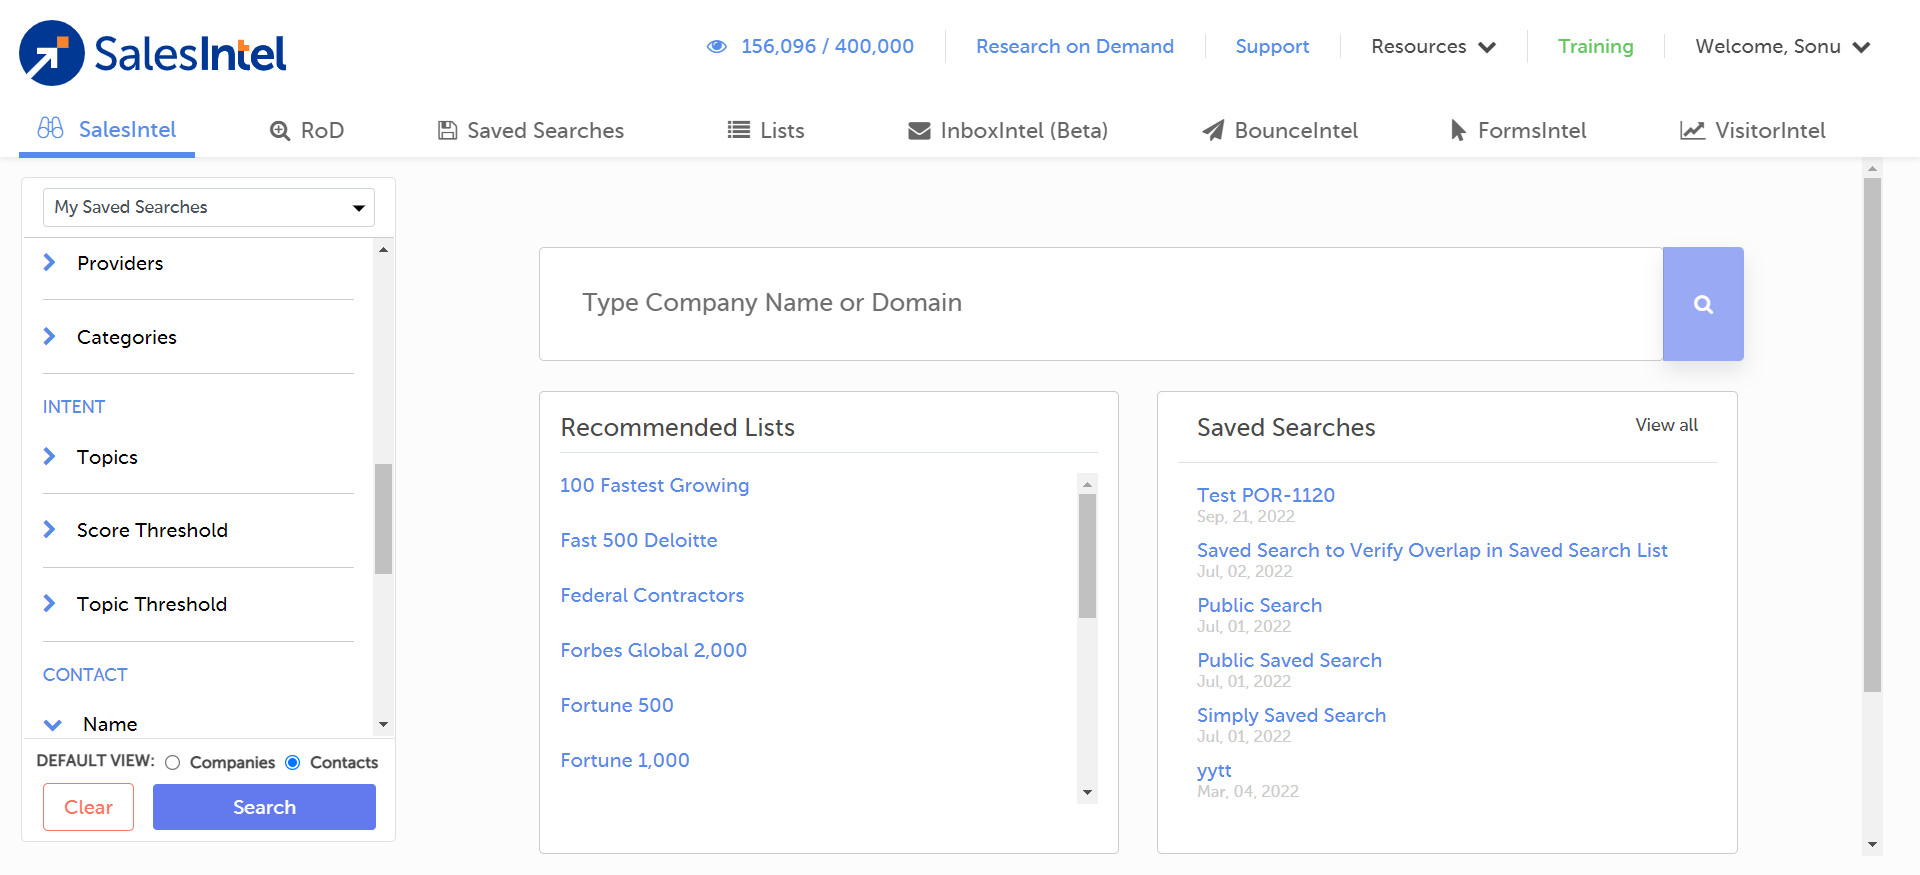 SalesIntel
156,096 / 400,000
Research on Demand
Support
Resources
Training
Welcome, Sonu
SalesIntel
RoD
Saved Searches
Lists
InboxIntel (Beta)
BounceIntel
FormsIntel
VisitorIntel
My Saved Searches
Providers
Categories
INTENT
Topics
Score Threshold
Topic Threshold
CONTACT
Name
DEFAULT VIEW: Companies Contacts
Clear
Search
Type Company Name or Domain
Recommended Lists
100 Fastest Growing
Fast 500 Deloitte
Federal Contractors
Forbes Global 2,000
Fortune 500
Fortune 1,000
Saved Searches
View all
Test POR-1120
Sep, 21, 2022
Saved Search to Verify Overlap in Saved Search List
Jul, 02, 2022
Public Search
Jul, 01, 2022
Public Saved Search
Jul, 01, 2022
Simply Saved Search
Jul, 01, 2022
yytt
Mar, 04, 2022